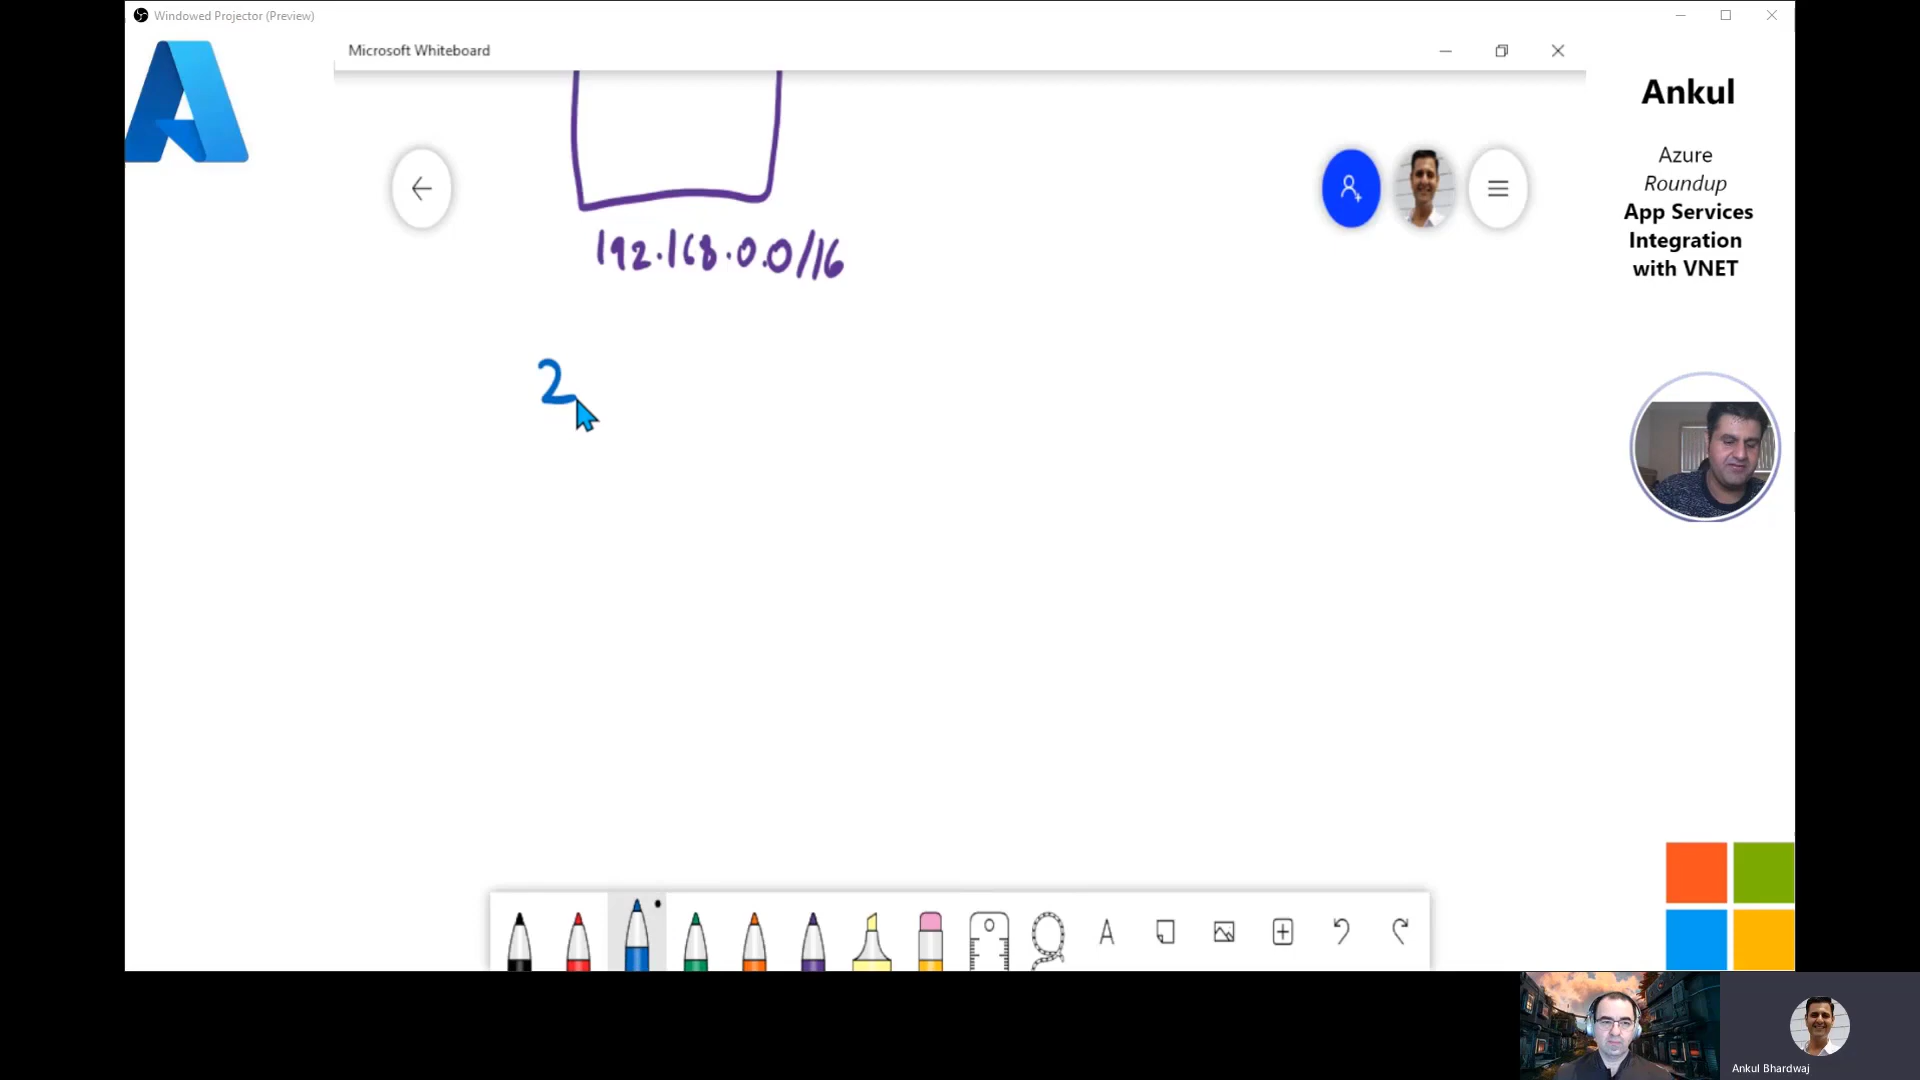 Windowed Projector (Preview)
Microsoft Whiteboard
192.168.0.0/16
2
Ankul
Azure
Roundup
App Services
Integration
with VNET
A
Ankul Bhardwaj